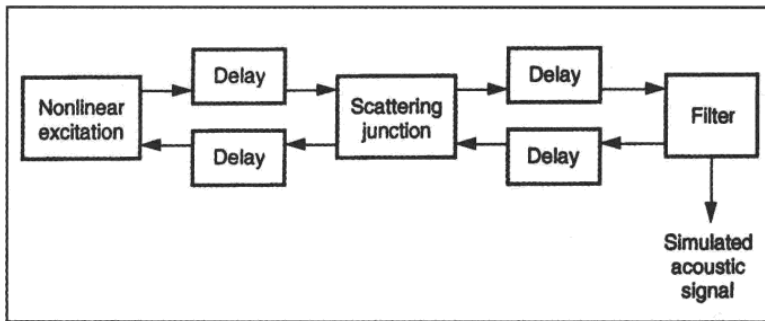 Delay
Delay
Nonlinear
excitation
Scattering
junction
Filter
Delay
Delay
Simulated
acoustic
signal